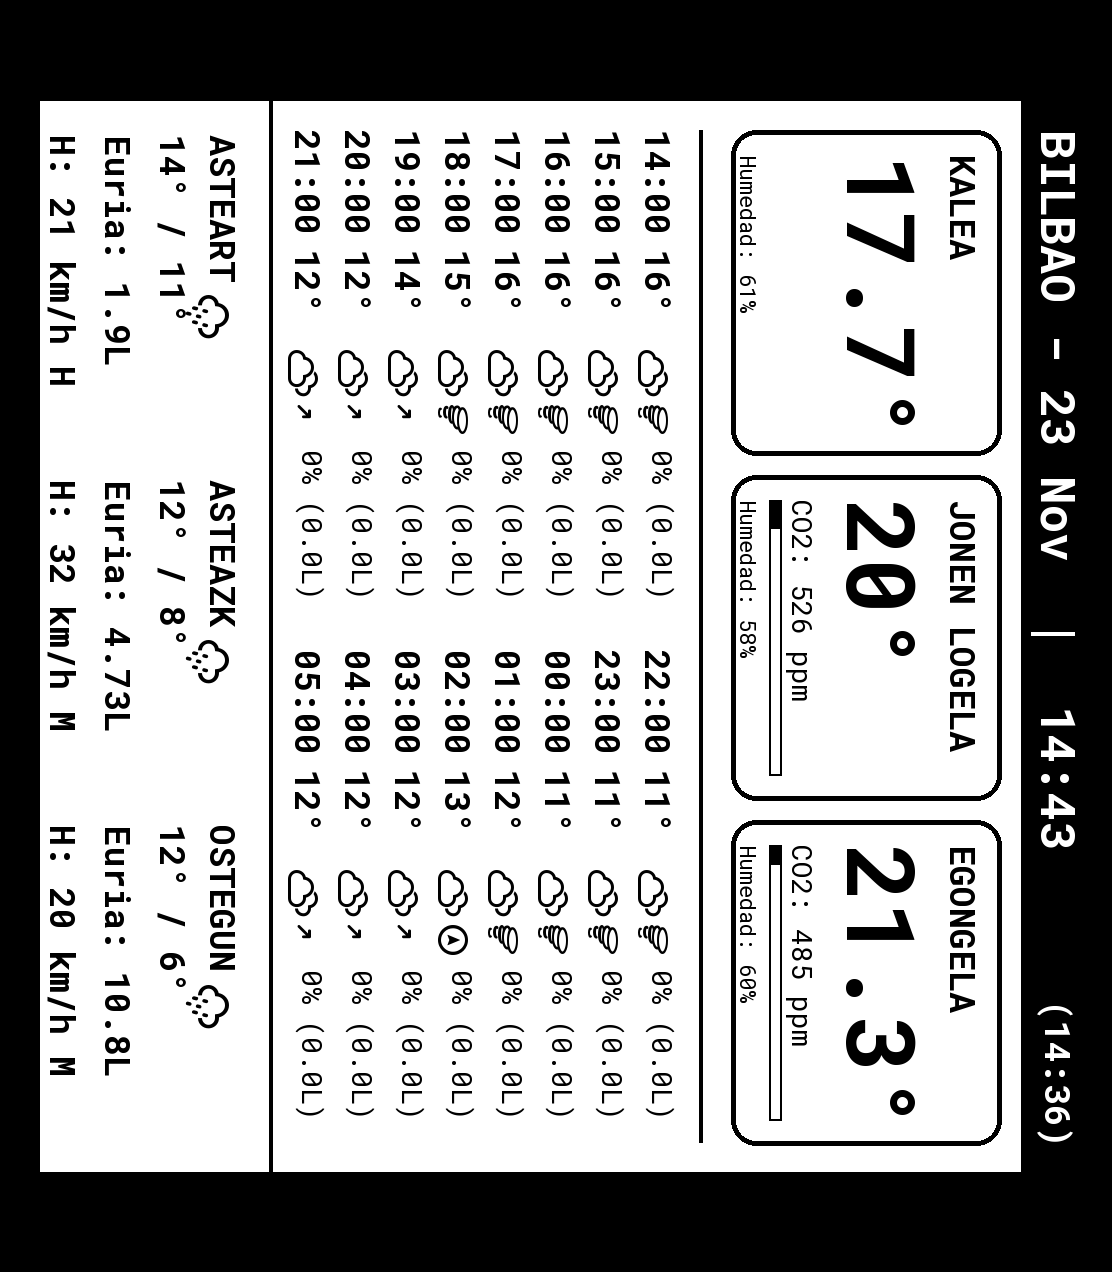 BILBAO - 23 Nov | 14:43 (14:36)
KALEA
17.7°
Humedad: 61%
JONEN LOGELA
20°
CO2: 526 ppm
Humedad: 58%
EGONGELA
21.3°
CO2: 485 ppm
Humedad: 60%
14:00 16° 0% (0.0L)
15:00 16° 0% (0.0L)
16:00 16° 0% (0.0L)
17:00 16° 0% (0.0L)
18:00 15° 0% (0.0L)
19:00 14° 0% (0.0L)
20:00 12° 0% (0.0L)
21:00 12° 0% (0.0L)
22:00 11° 0% (0.0L)
23:00 11° 0% (0.0L)
00:00 11° 0% (0.0L)
01:00 12° 0% (0.0L)
02:00 13° 0% (0.0L)
03:00 12° 0% (0.0L)
04:00 12° 0% (0.0L)
05:00 12° 0% (0.0L)
ASTEART
14° / 11°
Euria: 1.9L
H: 21 km/h H
ASTEAZK
12° / 8°
Euria: 4.73L
H: 32 km/h M
OSTEGUN
12° / 6°
Euria: 10.8L
H: 20 km/h M